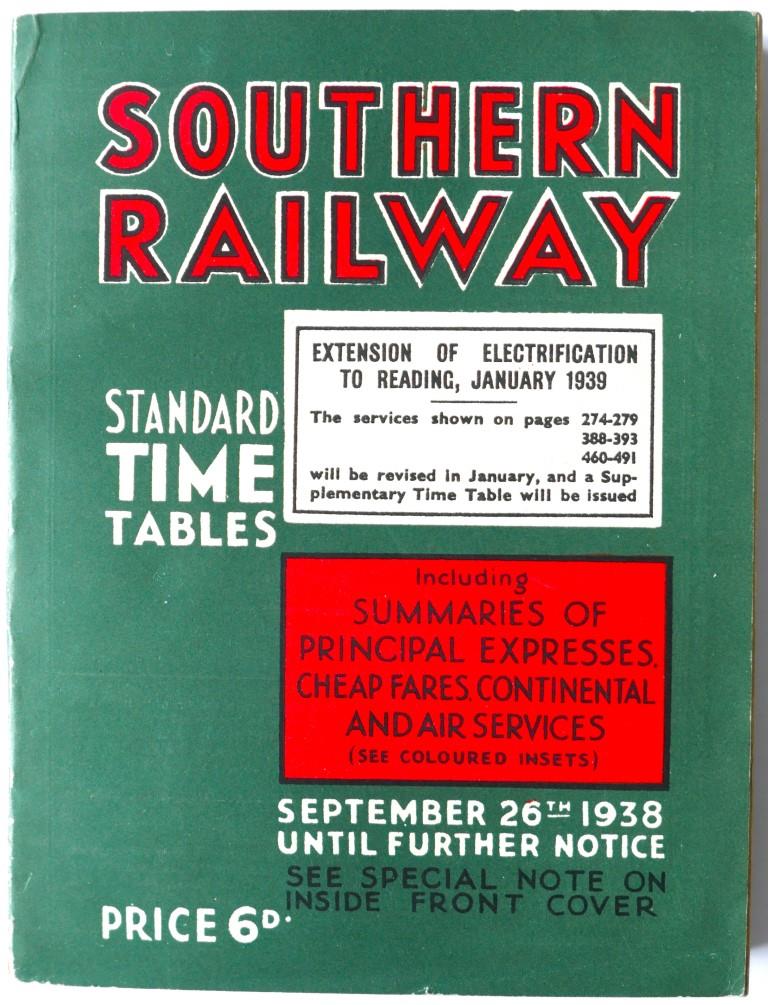 SOUTHERN
RAILWAY
STANDARD
TIME
TABLES
EXTENSION OF ELECTRIFICATION
TO READING, JANUARY 1939
The services shown on pages 274-279
388-393
460-491
will be revised in January, and a Sup-
plementary Time Table will be issued
Including
SUMMARIES OF
PRINCIPAL EXPRESSES,
CHEAP FARES, CONTINENTAL
AND AIR SERVICES
(SEE COLOURED INSETS)
SEPTEMBER 26TH 1938
UNTIL FURTHER NOTICE
SEE SPECIAL NOTE ON
INSIDE FRONT COVER
PRICE 6D.